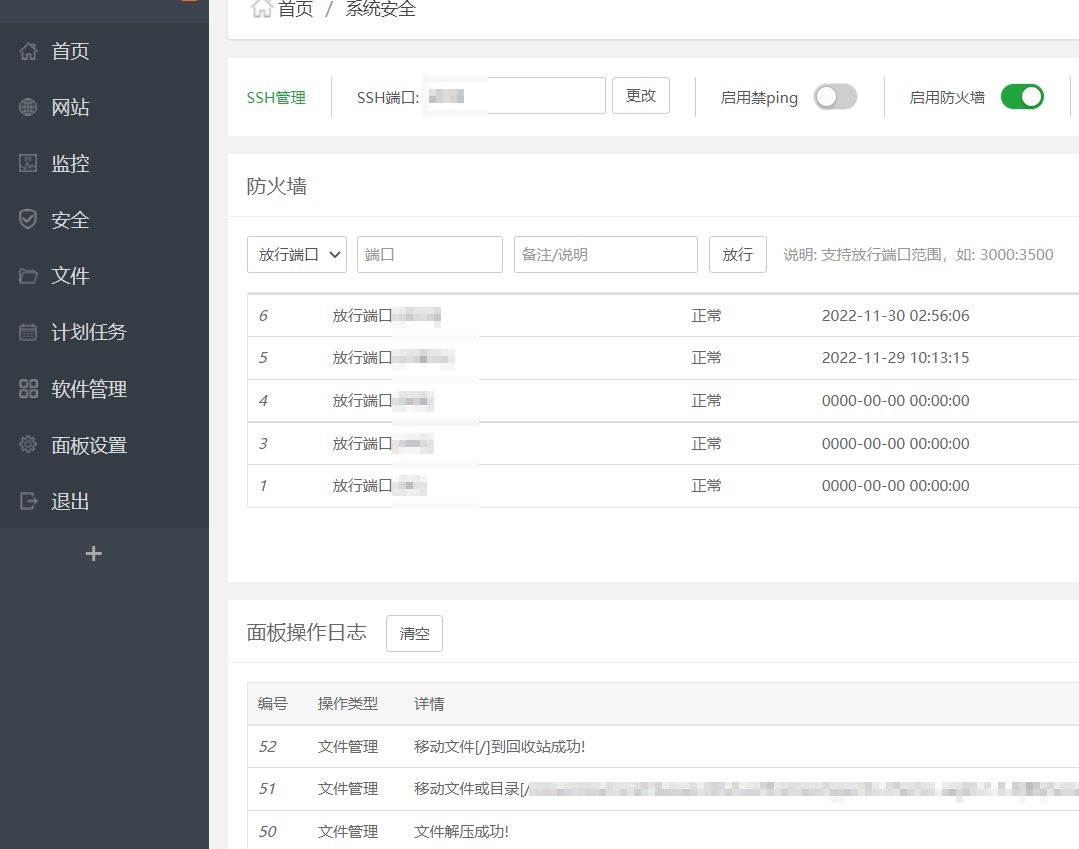 首页 / 系统安全
首页
网站
监控
安全
文件
计划任务
软件管理
面板设置
退出
+
SSH管理 SSH端口: 更改 启用禁ping 启用防火墙
防火墙
放行端口 端口 备注/说明 放行 说明: 支持放行端口范围，如: 3000:3500
6 放行端口 正常 2022-11-30 02:56:06
5 放行端口 正常 2022-11-29 10:13:15
4 放行端口 正常 0000-00-00 00:00:00
3 放行端口 正常 0000-00-00 00:00:00
1 放行端口 正常 0000-00-00 00:00:00
面板操作日志 清空
编号 操作类型 详情
52 文件管理 移动文件[/]到回收站成功!
51 文件管理 移动文件或目录[/
50 文件管理 文件解压成功!